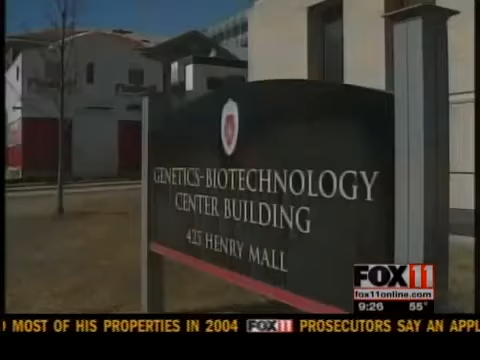 GENETICS-BIOTECHNOLOGY
CENTER BUILDING
425 HENRY MALL
FOX 11
fox11online.com
9:26 55°
MOST OF HIS PROPERTIES IN 2004 FOX 11 PROSECUTORS SAY AN APPL